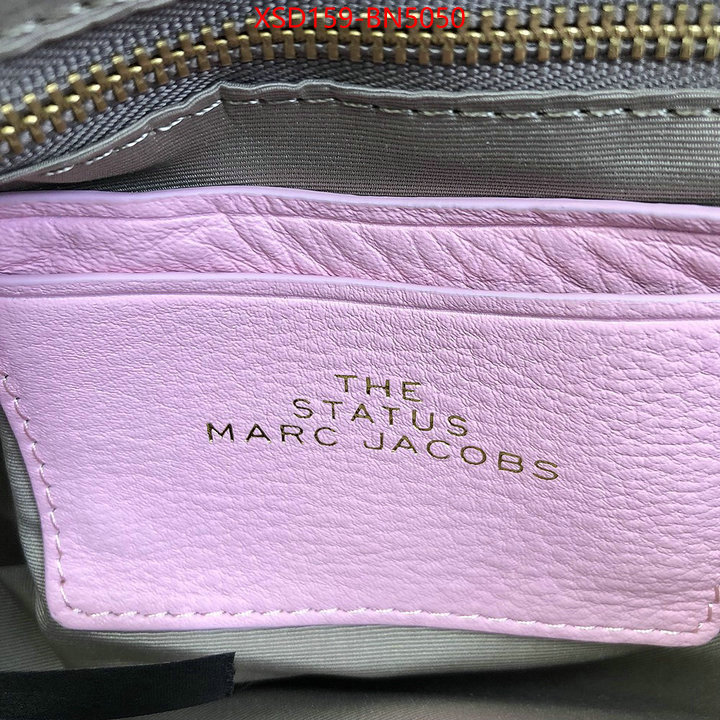 XSD159-BN5050
THE
STATUS
MARC JACOBS